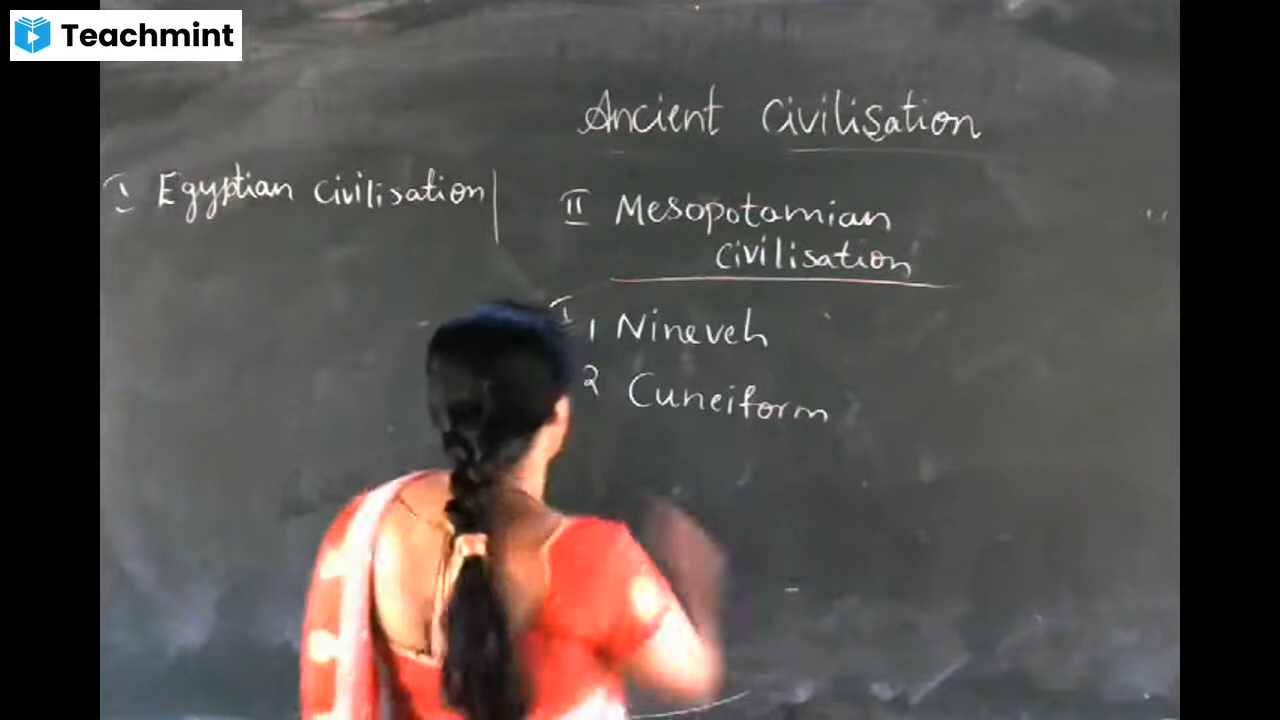 Teachmint
Ancient Civilisation
I Egyptian civilisation
II Mesopotamian
civilisation
I 1 Nineveh
2 Cuneiform